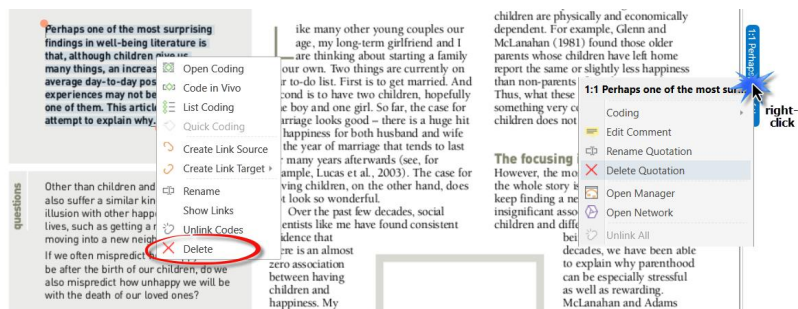 Perhaps one of the most surprising
findings in well-being literature is
that, although children give us
many things, an increas
average day-to-day pos
experiences may not be
one of them. This articl
attempt to explain why.
questions
Other than children and
also suffer a similar kin
illusion with other happ
lives, such as getting a r
moving into a new neigh
If we often mispredict h
be after the birth of our children, do we
also mispredict how unhappy we will be
with the death of our loved ones?
Open Coding
Code in Vivo
List Coding
Quick Coding
Create Link Source
Create Link Target
Rename
Show Links
Unlink Codes
Delete
ike many other young couples our
age, my long-term girlfriend and I
are thinking about starting a family
our own. Two things are currently on
r to-do list. First is to get married. And
cond is to have two children, hopefully
e boy and one girl. So far, the case for
arriage looks good – there is a huge hit
happiness for both husband and wife
the year of marriage that tends to last
many years afterwards (see, for
ample, Lucas et al., 2003). The case for
ving children, on the other hand, does
t look so wonderful.
Over the past few decades, social
entists like me have found consistent
idence that
ere is an almost
zero association
between having
children and
happiness. My
children are physically and economically
dependent. For example, Glenn and
McLanahan (1981) found those older
parents whose children have left home
report the same or slightly less happiness
than non-parents
Thus, what these
something very c
children does not
The focusing i
However, the mo
the whole story is
keep finding a ne
insignificant asso
children and diffe
bei
decades, we have been able
to explain why parenthood
can be especially stressful
as well as rewarding.
McLanahan and Adams
1:1 Perhaps
1:1 Perhaps one of the most sur...
Coding
Edit Comment
Rename Quotation
Delete Quotation
Open Manager
Open Network
Unlink All
right-
click